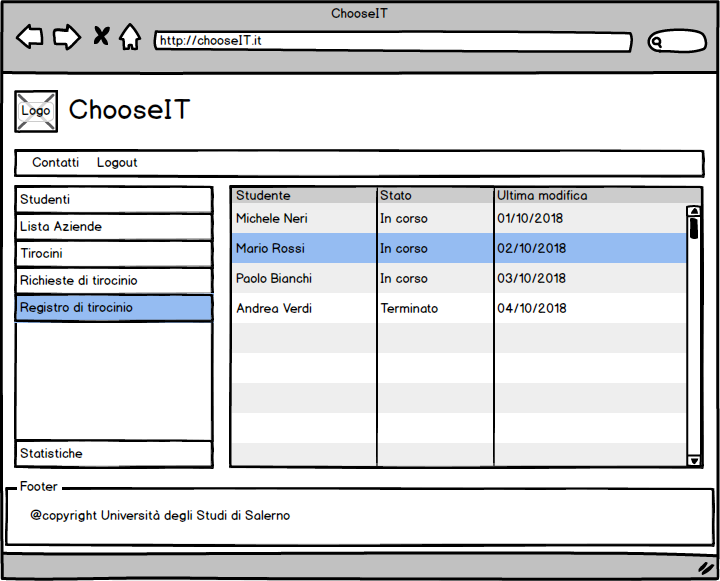 ChooseIT
http://chooseIT.it
Logo
ChooseIT
Contatti Logout
Studenti
Lista Aziende
Tirocini
Richieste di tirocinio
Registro di tirocinio
Statistiche
Studente Stato Ultima modifica
Michele Neri In corso 01/10/2018
Mario Rossi In corso 02/10/2018
Paolo Bianchi In corso 03/10/2018
Andrea Verdi Terminato 04/10/2018
Footer
@copyright Università degli Studi di Salerno